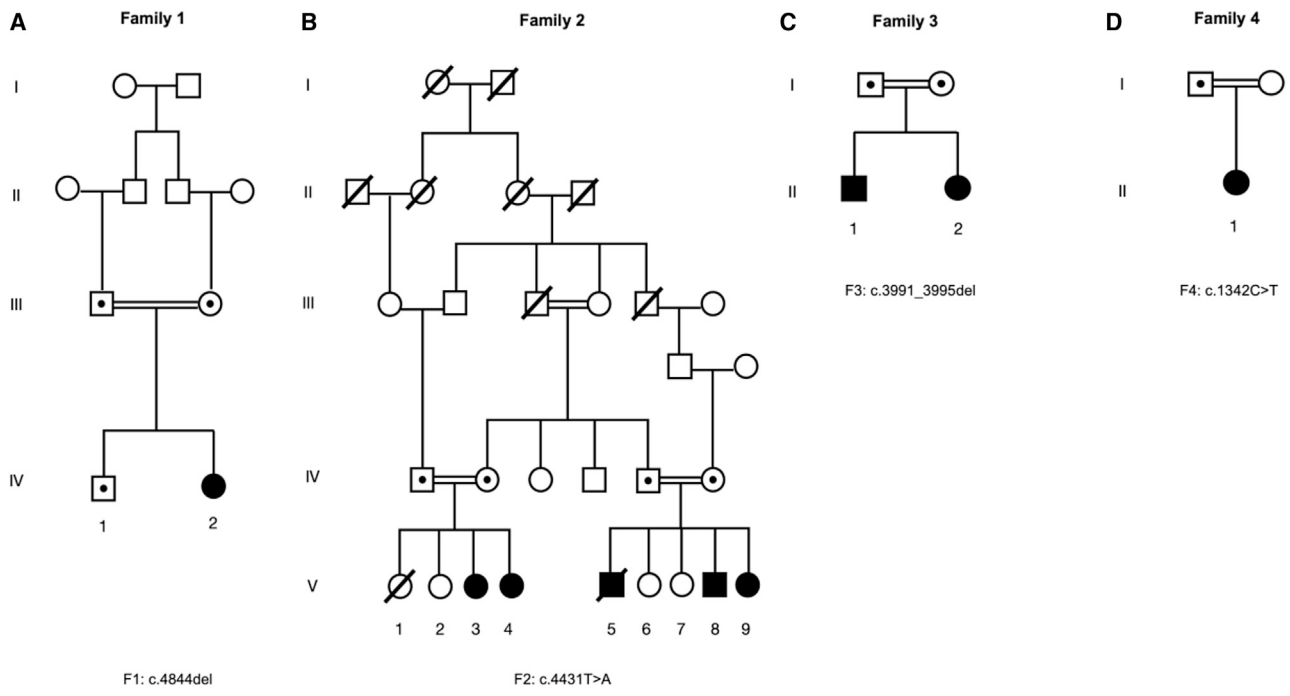 A Family 1
I
II
III
IV
1 2
F1: c.4844del
B Family 2
I
II
III
IV
V
1 2 3 4 5 6 7 8 9
F2: c.4431T>A
C Family 3
I
II
1 2
F3: c.3991_3995del
D Family 4
I
II
1
F4: c.1342C>T